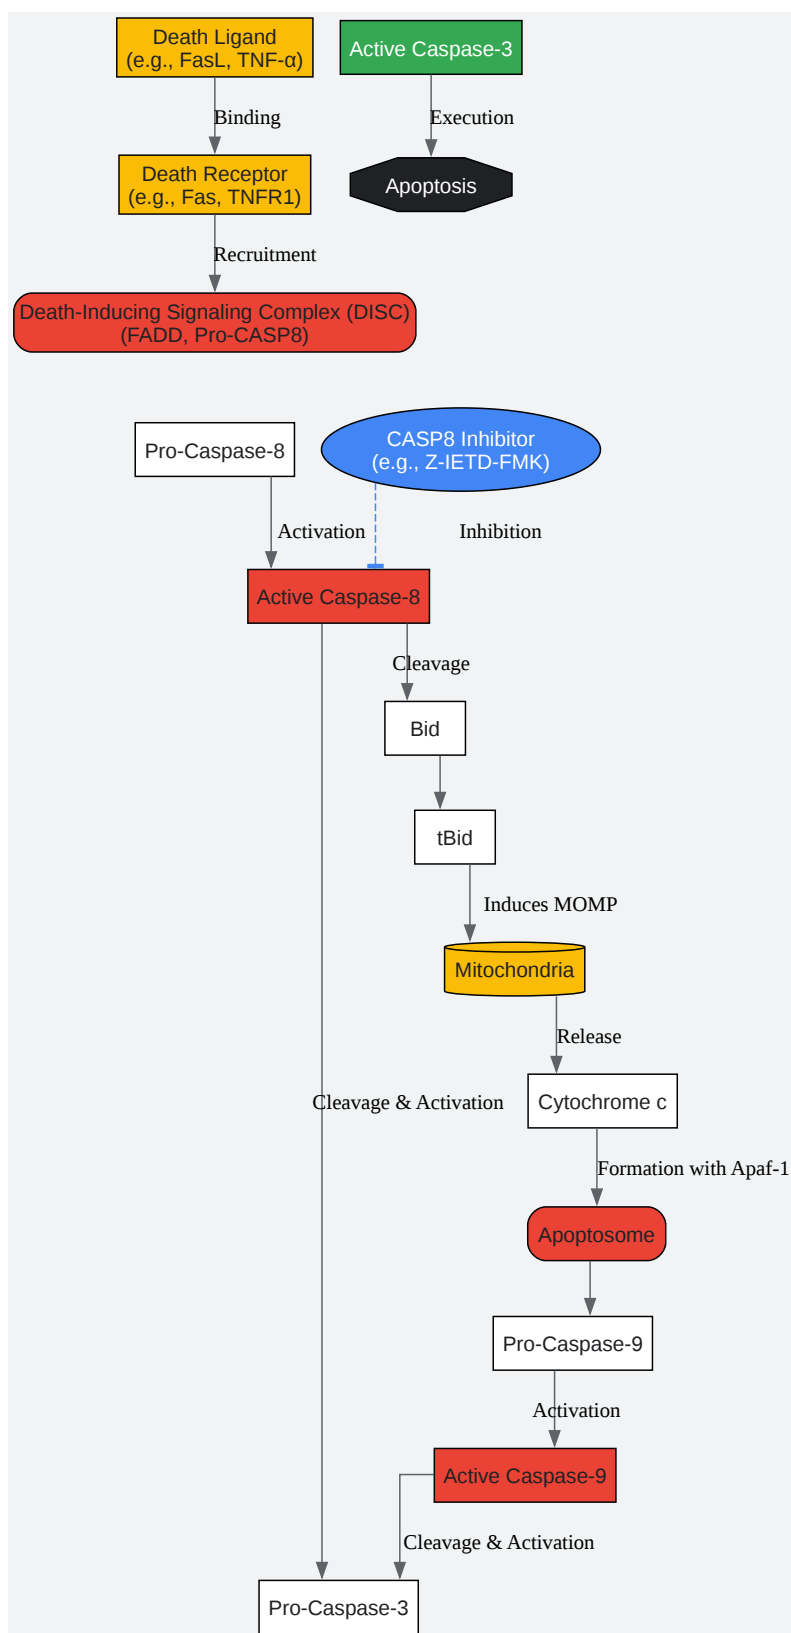 Death Ligand
(e.g., FasL, TNF-α)
Active Caspase-3
Binding
Execution
Death Receptor
(e.g., Fas, TNFR1)
Apoptosis
Recruitment
Death-Inducing Signaling Complex (DISC)
(FADD, Pro-CASP8)
Pro-Caspase-8
CASP8 Inhibitor
(e.g., Z-IETD-FMK)
Activation
Inhibition
Active Caspase-8
Cleavage
Bid
tBid
Induces MOMP
Mitochondria
Release
Cleavage & Activation
Cytochrome c
Formation with Apaf-1
Apoptosome
Pro-Caspase-9
Activation
Active Caspase-9
Cleavage & Activation
Pro-Caspase-3